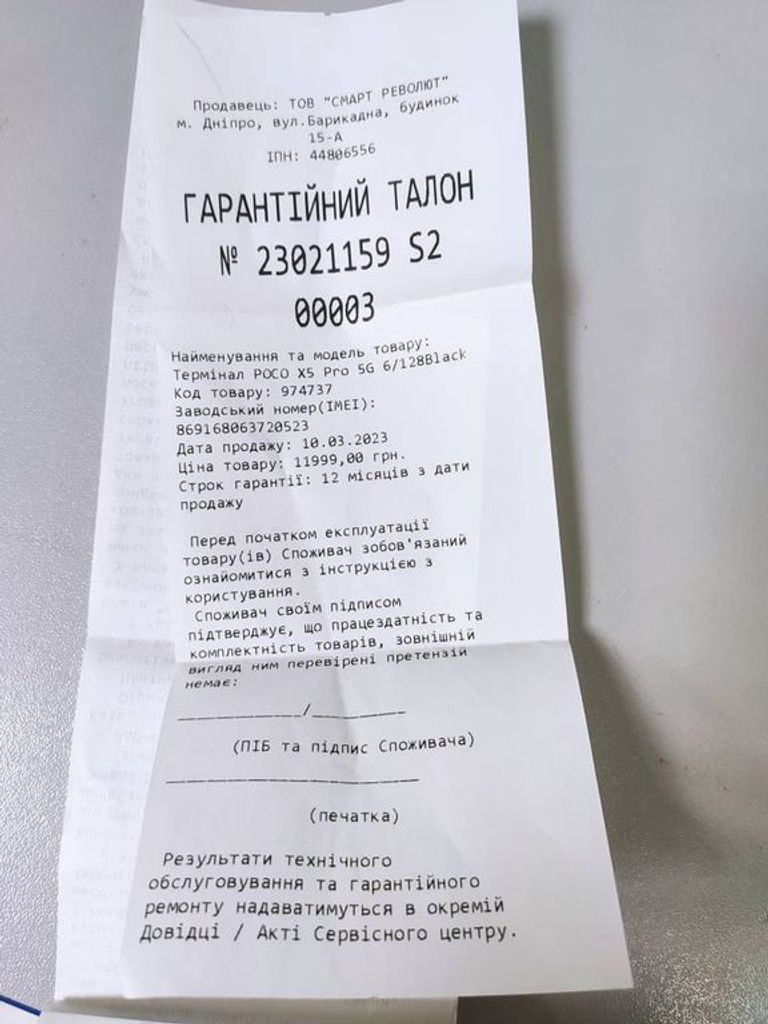 Продавець: ТОВ "СМАРТ РЕВОЛЮТ"
м. Дніпро, вул.Барикадна, будинок
15-А
ІПН: 44806556
ГАРАНТІЙНИЙ ТАЛОН
№ 23021159 S2
00003
Найменування та модель товару:
Термінал POCO X5 Pro 5G 6/128Black
Код товару: 974737
Заводський номер(IMEI):
869168063720523
Дата продажу: 10.03.2023
Ціна товару: 11999,00 грн.
Строк гарантії: 12 місяців з дати
продажу
Перед початком експлуатації
товару(ів) Споживач зобов'язаний
ознайомитися з інструкцією з
користування.
Споживач своїм підписом
підтверджує, що працездатність та
комплектність товарів, зовнішній
вигляд ним перевірені претензій
немає:
______________/__________
(ПІБ та підпис Споживача)
____________________________
(печатка)
Результати технічного
обслуговування та гарантійного
ремонту надаватимуться в окремій
Довідці / Акті Сервісного центру.